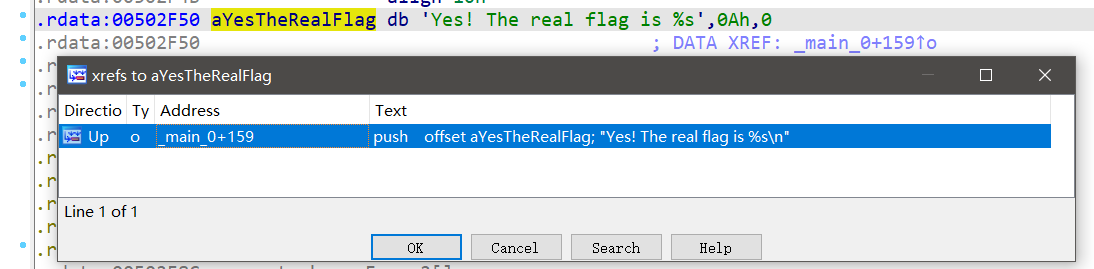 .rdata:00502F50 aYesTheRealFlag db 'Yes! The real flag is %s',0Ah,0
.rdata:00502F50 ; DATA XREF: _main_0+159↑o
xrefs to aYesTheRealFlag
Directio Ty Address Text
Up o _main_0+159 push offset aYesTheRealFlag; "Yes! The real flag is %s\n"
Line 1 of 1
OK Cancel Search Help